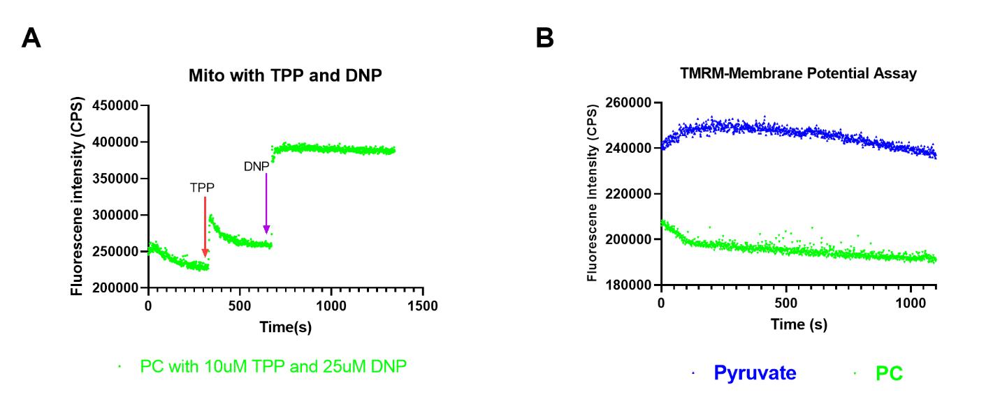 A
Mito with TPP and DNP
Fluorescene intensity (CPS)
450000
400000
350000
300000
250000
200000
DNP
TPP
0
500
1000
1500
Time(s)
PC with 10uM TPP and 25uM DNP
B
TMRM-Membrane Potential Assay
Fluorescene intensity (CPS)
260000
240000
220000
200000
180000
0
500
1000
Time (s)
Pyruvate
PC